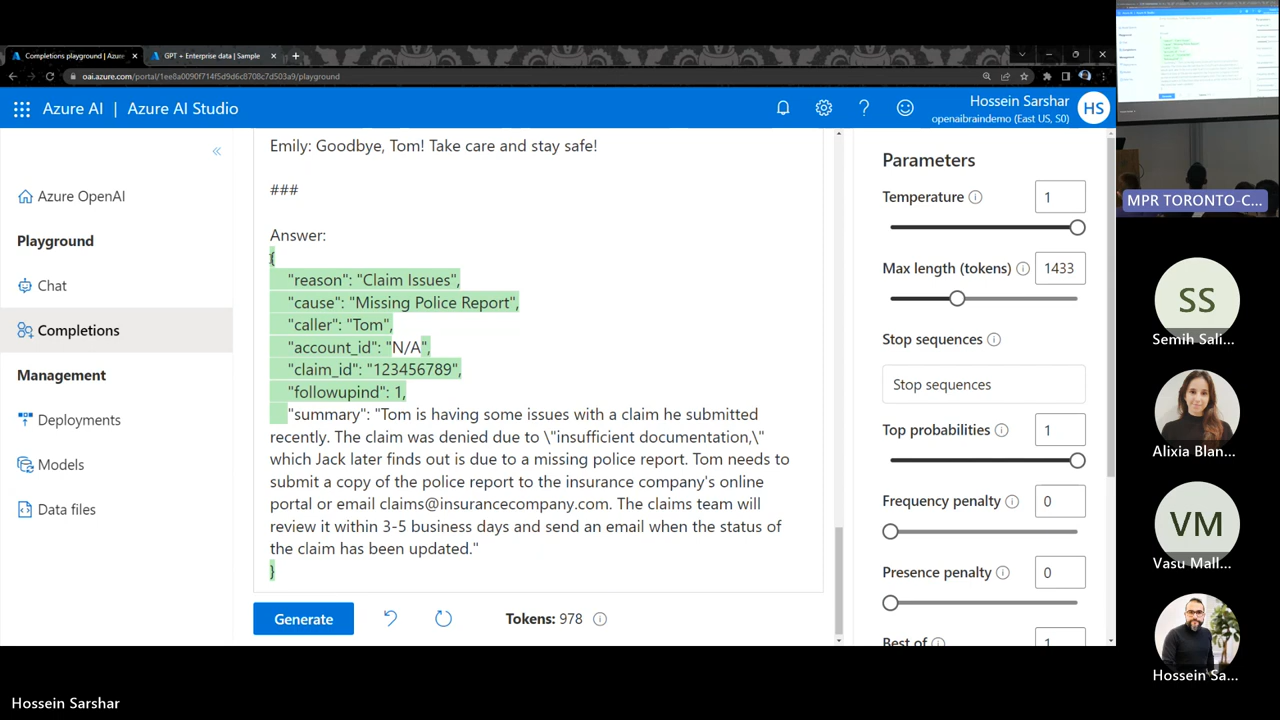 Completions playground | Azure
GPT + Enterprise data | Sample
oai.azure.com/portal/1ee8a0090f714f5d9d6c8708c7d503a9/playground
Azure AI | Azure AI Studio
Hossein Sarshar
openaibraindemo (East US, S0)
HS
Azure OpenAI
Playground
Chat
Completions
Management
Deployments
Models
Data files
Emily: Goodbye, Tom! Take care and stay safe!
###
Answer:
{
"reason": "Claim Issues",
"cause": "Missing Police Report",
"caller": "Tom",
"account_id": "N/A",
"claim_id": "123456789",
"followupind": 1,
"summary": "Tom is having some issues with a claim he submitted
recently. The claim was denied due to \"insufficient documentation,\"
which Jack later finds out is due to a missing police report. Tom needs to
submit a copy of the police report to the insurance company's online
portal or email claims@insurancecompany.com. The claims team will
review it within 3-5 business days and send an email when the status of
the claim has been updated."
}
Generate
Tokens: 978
Parameters
Temperature
1
Max length (tokens)
1433
Stop sequences
Stop sequences
Top probabilities
1
Frequency penalty
0
Presence penalty
0
Best of
1
MPR TORONTO-C...
SS
Semih Sali...
Alixia Blan...
VM
Vasu Mall...
Hossein Sa...
Hossein Sarshar